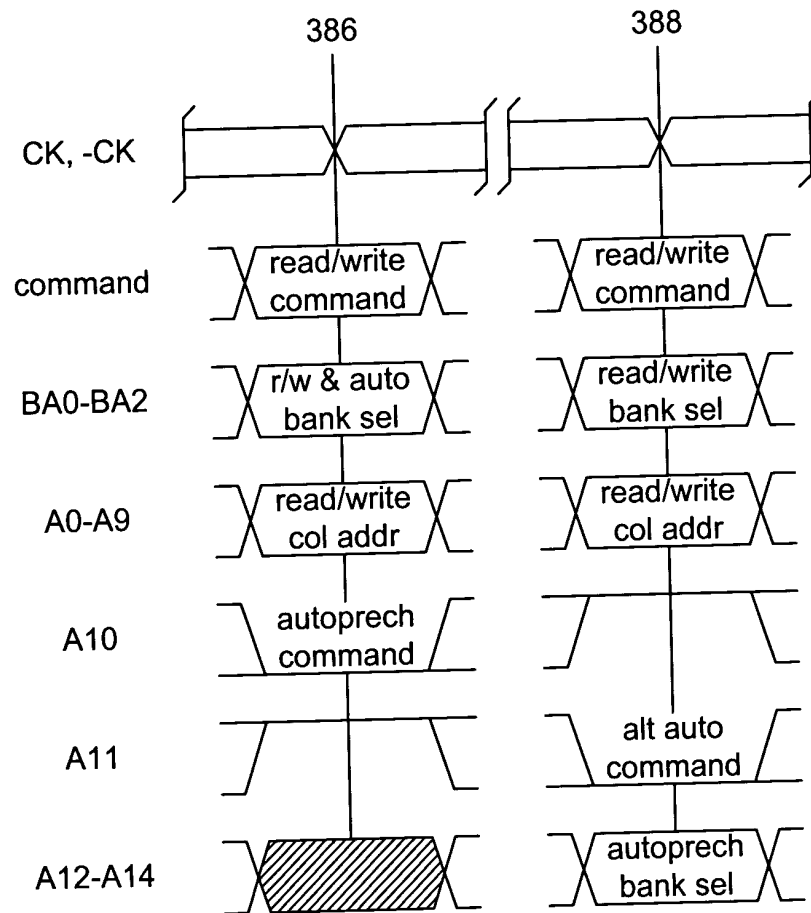 386 388
CK, -CK
command
read/write
command
read/write
command
BA0-BA2
r/w & auto
bank sel
read/write
bank sel
A0-A9
read/write
col addr
read/write
col addr
A10
autoprech
command
A11
alt auto
command
A12-A14
autoprech
bank sel